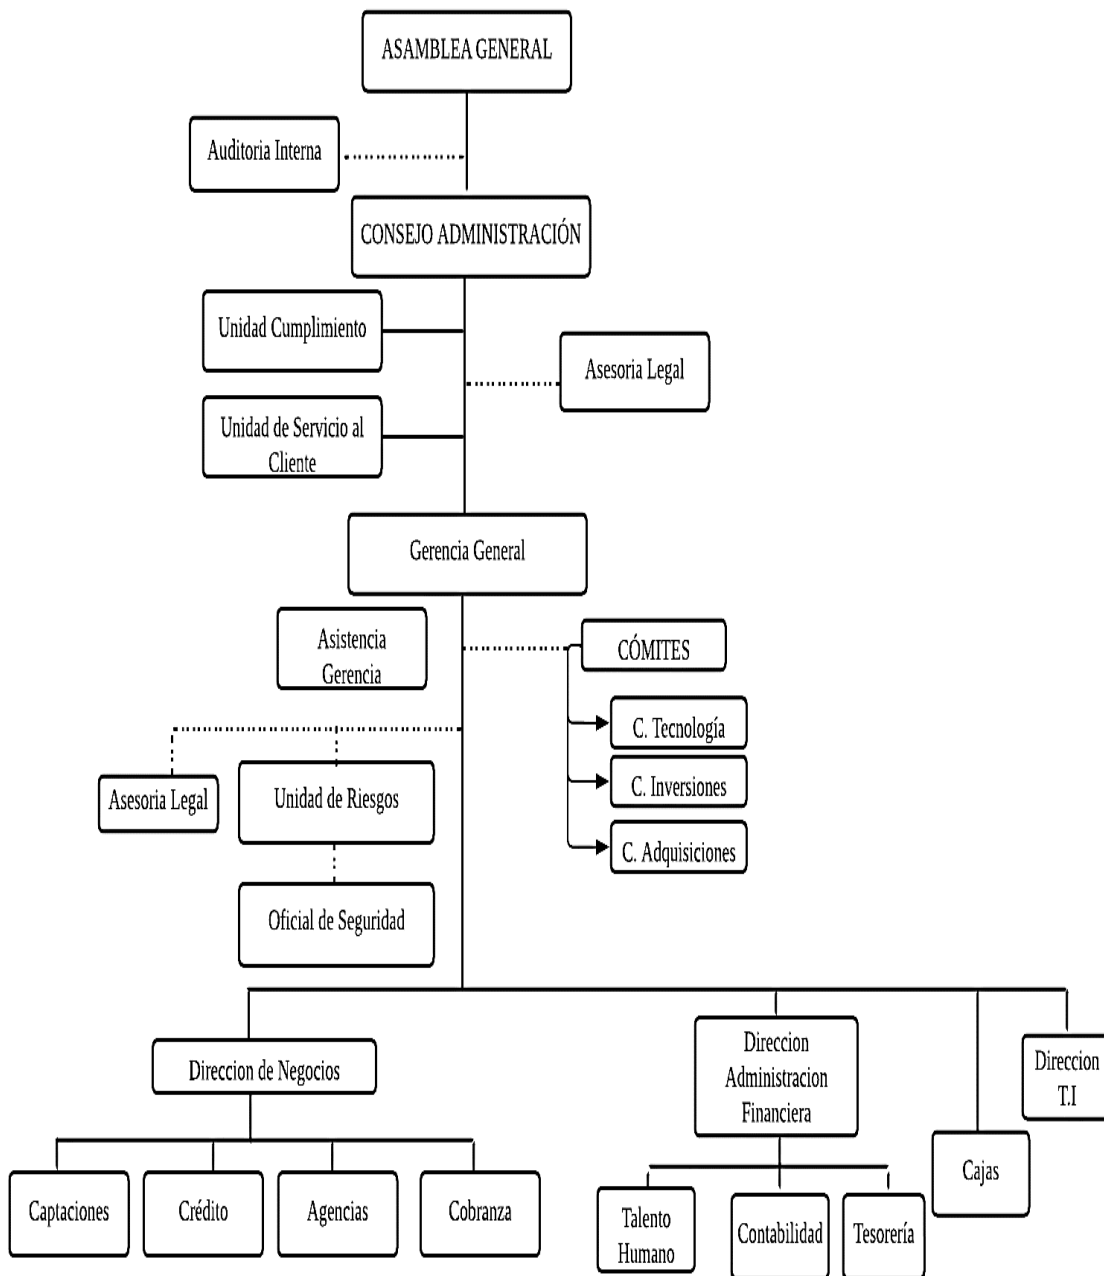 ASAMBLEA GENERAL
Auditoria Interna
CONSEJO ADMINISTRACIÓN
Unidad Cumplimiento
Asesoria Legal
Unidad de Servicio al
Cliente
Gerencia General
Asistencia
Gerencia
CÓMITES
C. Tecnología
C. Inversiones
C. Adquisiciones
Asesoria Legal
Unidad de Riesgos
Oficial de Seguridad
Direccion de Negocios
Direccion
Administracion
Financiera
Direccion
T.I
Cajas
Captaciones
Crédito
Agencias
Cobranza
Talento
Humano
Contabilidad
Tesorería